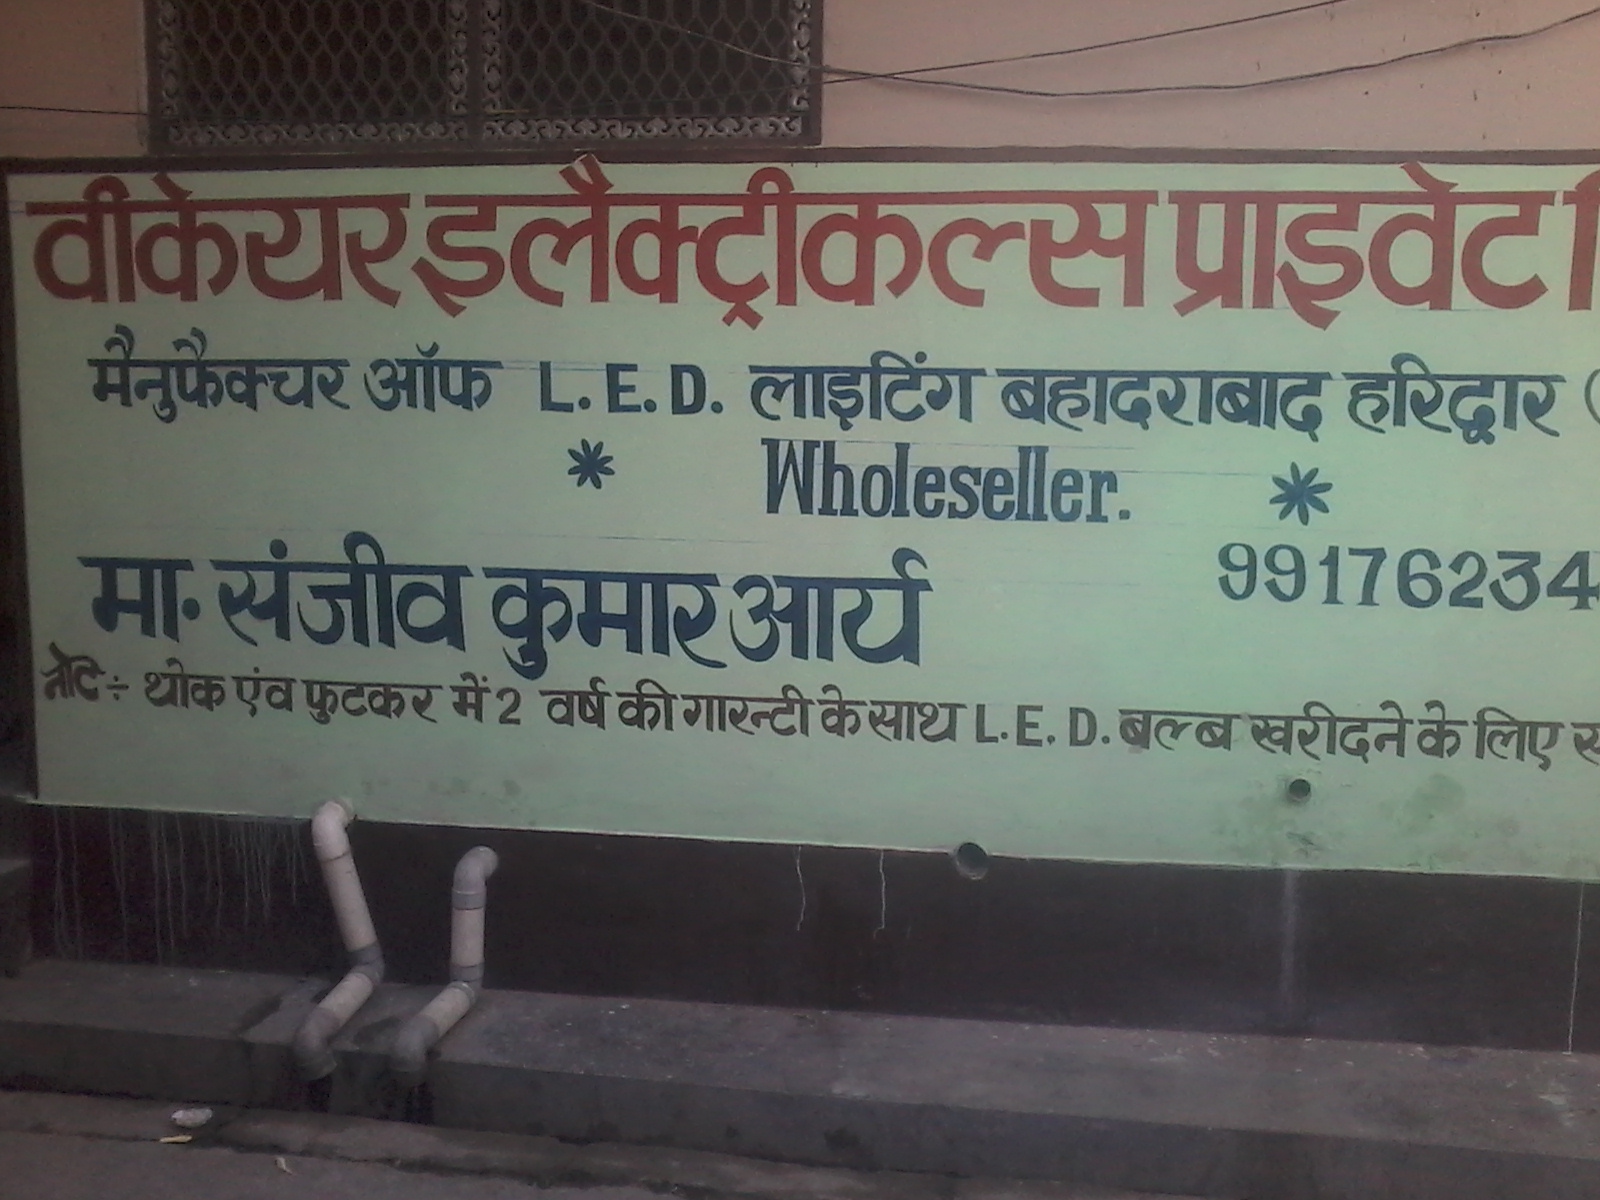 वीकेयर इलैक्ट्रीकल्स प्राइवेट
मैनुफैक्चर ऑफ L.E.D. लाइटिंग बहादराबाद हरिद्वार (
* Wholeseller. *
मा. संजीव कुमार आर्य 99176234
नोट ÷ थोक एंव फुटकर में 2 वर्ष की गारन्टी के साथ L.E.D. बल्ब खरीदने के लिए